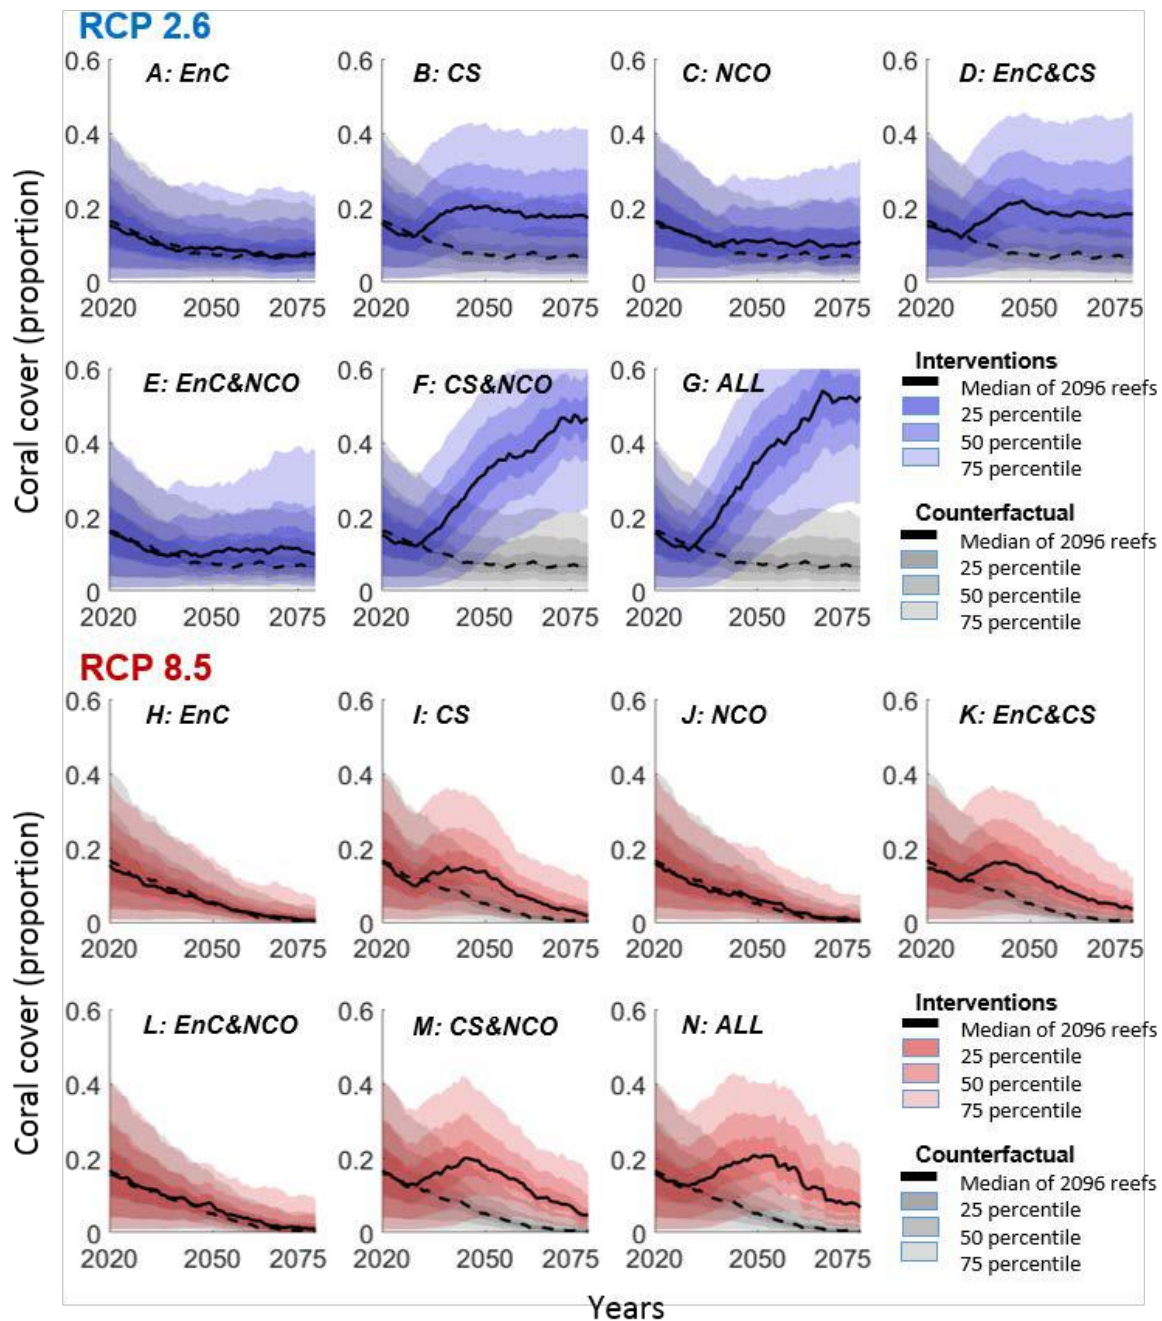 RCP 2.6
Coral cover (proportion)
A: EnC
0.6
0.4
0.2
0
2020 2050 2075
B: CS
0.6
0.4
0.2
0
2020 2050 2075
C: NCO
0.6
0.4
0.2
0
2020 2050 2075
D: EnC&CS
0.6
0.4
0.2
0
2020 2050 2075
E: EnC&NCO
0.6
0.4
0.2
0
2020 2050 2075
F: CS&NCO
0.6
0.4
0.2
0
2020 2050 2075
G: ALL
0.6
0.4
0.2
0
2020 2050 2075
Interventions
Median of 2096 reefs
25 percentile
50 percentile
75 percentile
Counterfactual
Median of 2096 reefs
25 percentile
50 percentile
75 percentile
RCP 8.5
Coral cover (proportion)
H: EnC
0.6
0.4
0.2
0
2020 2050 2075
I: CS
0.6
0.4
0.2
0
2020 2050 2075
J: NCO
0.6
0.4
0.2
0
2020 2050 2075
K: EnC&CS
0.6
0.4
0.2
0
2020 2050 2075
L: EnC&NCO
0.6
0.4
0.2
0
2020 2050 2075
M: CS&NCO
0.6
0.4
0.2
0
2020 2050 2075
N: ALL
0.6
0.4
0.2
0
2020 2050 2075
Interventions
Median of 2096 reefs
25 percentile
50 percentile
75 percentile
Counterfactual
Median of 2096 reefs
25 percentile
50 percentile
75 percentile
Years